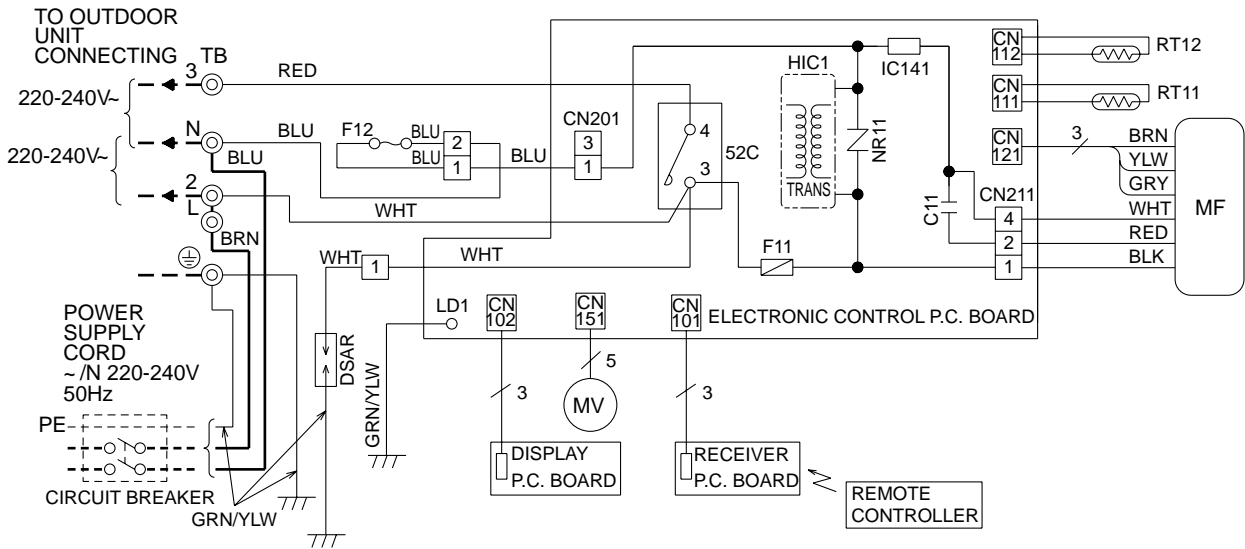 TO OUTDOOR
UNIT
CONNECTING
3
TB
RED
220-240V~
N
BLU
F12
BLU
2
BLU
1
BLU
CN201
3
1
220-240V~
BLU
2
L
WHT
BRN
WHT
1
WHT
4
3
52C
HIC1
TRANS
NR11
IC141
C11
F11
CN
112
RT12
CN
111
RT11
CN
121
3
BRN
YLW
GRY
CN211
4
WHT
2
RED
1
BLK
MF
POWER
SUPPLY
CORD
~ /N 220-240V
50Hz
PE
CIRCUIT BREAKER
GRN/YLW
DSAR
GRN/YLW
LD1
CN
102
CN
151
CN
101
ELECTRONIC CONTROL P.C. BOARD
3
5
3
MV
DISPLAY
P.C. BOARD
RECEIVER
P.C. BOARD
REMOTE
CONTROLLER